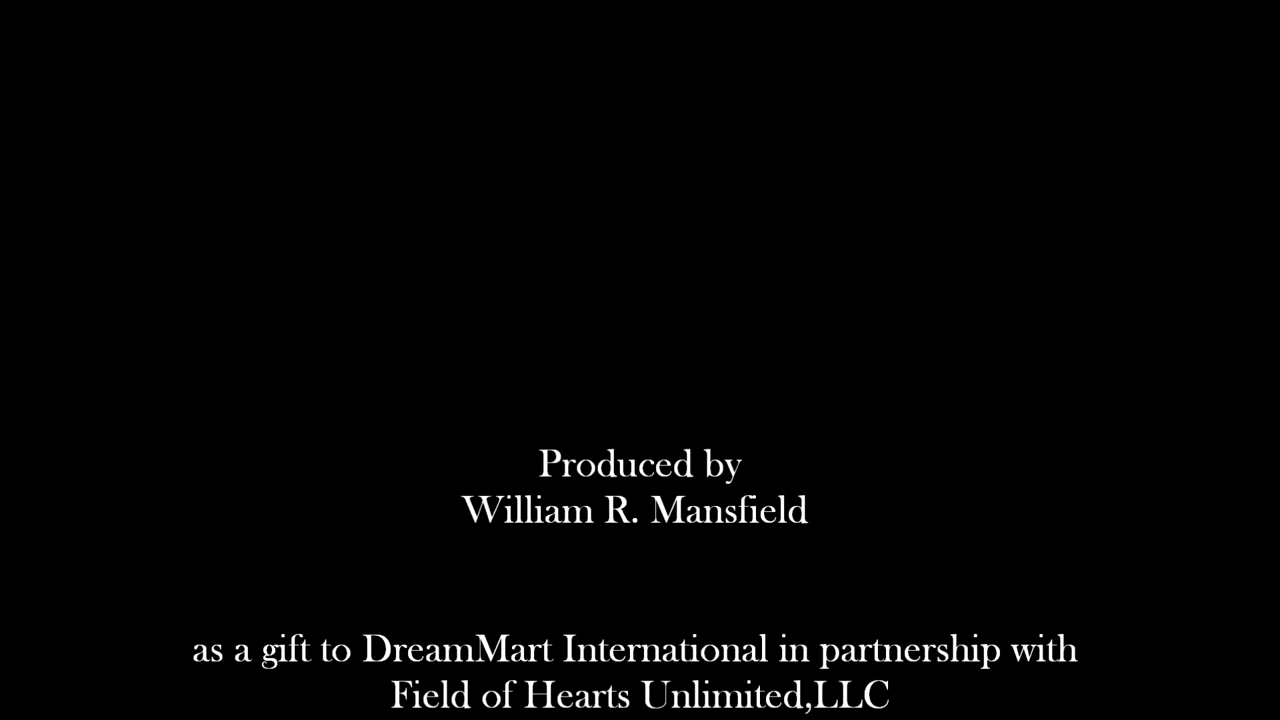 Produced by
William R. Mansfield
as a gift to DreamMart International in partnership with
Field of Hearts Unlimited,LLC